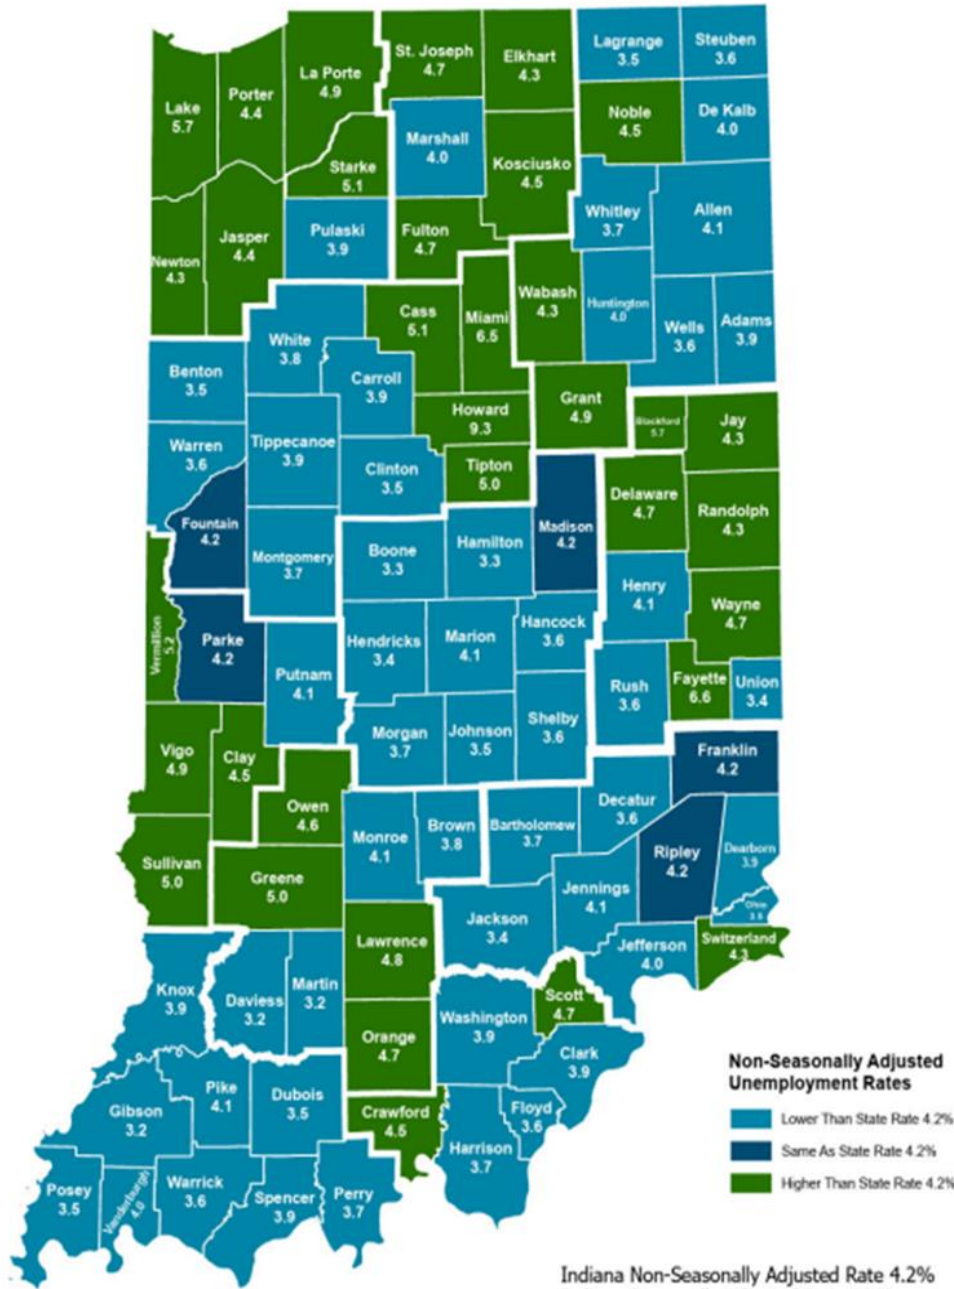 Lagrange
3.5
Steuben
3.6
St. Joseph
4.7
Elkhart
4.3
La Porte
4.9
Porter
4.4
Lake
5.7
Noble
4.5
De Kalb
4.0
Marshall
4.0
Starke
5.1
Kosciusko
4.5
Whitley
3.7
Allen
4.1
Pulaski
3.9
Fulton
4.7
Jasper
4.4
Newton
4.3
Wabash
4.3
Huntington
4.0
Wells
3.6
Adams
3.9
Cass
5.1
Miami
6.5
White
3.8
Carroll
3.9
Benton
3.5
Howard
9.3
Grant
4.9
Blackford
5.7
Jay
4.3
Warren
3.6
Tippecanoe
3.9
Clinton
3.5
Tipton
5.0
Delaware
4.7
Randolph
4.3
Fountain
4.2
Madison
4.2
Montgomery
3.7
Boone
3.3
Hamilton
3.3
Henry
4.1
Wayne
4.7
Vermillion
5.2
Parke
4.2
Putnam
4.1
Hendricks
3.4
Marion
4.1
Hancock
3.6
Rush
3.6
Fayette
6.6
Union
3.4
Morgan
3.7
Johnson
3.5
Shelby
3.6
Vigo
4.9
Clay
4.5
Franklin
4.2
Owen
4.6
Monroe
4.1
Brown
3.8
Bartholomew
3.7
Decatur
3.6
Ripley
4.2
Dearborn
3.9
Sullivan
5.0
Greene
5.0
Jennings
4.1
Ohio
Jackson
3.4
Lawrence
4.8
Jefferson
4.0
Switzerland
4.3
Knox
3.9
Daviess
3.2
Martin
3.2
Scott
4.7
Washington
3.9
Orange
4.7
Clark
3.9
Pike
4.1
Dubois
3.5
Gibson
3.2
Crawford
4.5
Floyd
3.6
Harrison
3.7
Posey
3.5
Vanderburgh
4.0
Warrick
3.6
Spencer
3.9
Perry
3.7
Non-Seasonally Adjusted
Unemployment Rates
Lower Than State Rate 4.2%
Same As State Rate 4.2%
Higher Than State Rate 4.2%
Indiana Non-Seasonally Adjusted Rate 4.2%